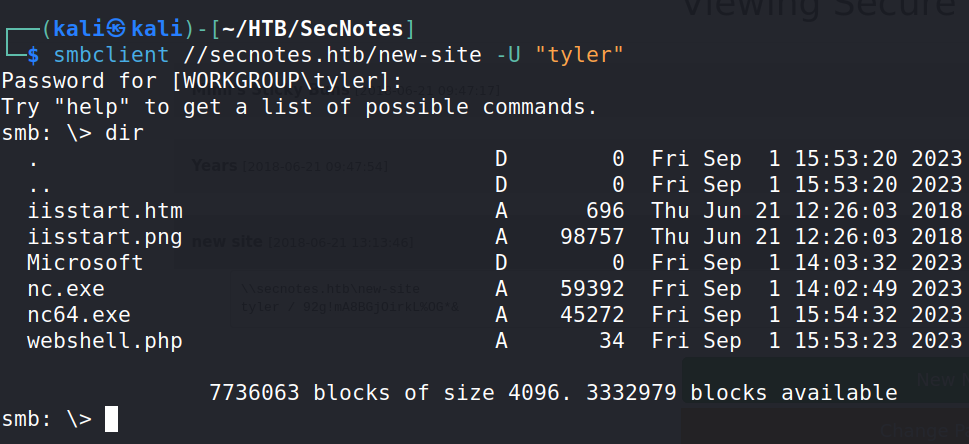 Viewing Secure
┌──(kali㉿kali)-[~/HTB/SecNotes]
└─$ smbclient //secnotes.htb/new-site -U "tyler"
Password for [WORKGROUP\tyler]:
09:47:17]
Try "help" to get a list of possible commands.
smb: \> dir
  .                                   D        0  Fri Sep  1 15:53:20 2023
Years [2018-06-21 09:47:54]
  ..                                  D        0  Fri Sep  1 15:53:20 2023
  iisstart.htm                        A      696  Thu Jun 21 12:26:03 2018
  iisstart.png                        A    98757  Thu Jun 21 12:26:03 2018
new site [2018-06-21 13:13:46]
  Microsoft                           D        0  Fri Sep  1 14:03:32 2023
\\secnotes.htb\new-site
  nc.exe                              A    59392  Fri Sep  1 14:02:49 2023
tyler /
  nc64.exe                            A    45272  Fri Sep  1 15:54:32 2023
  webshell.php                        A       34  Fri Sep  1 15:53:23 2023
New
                7736063 blocks of size 4096. 3332979 blocks available
smb: \>